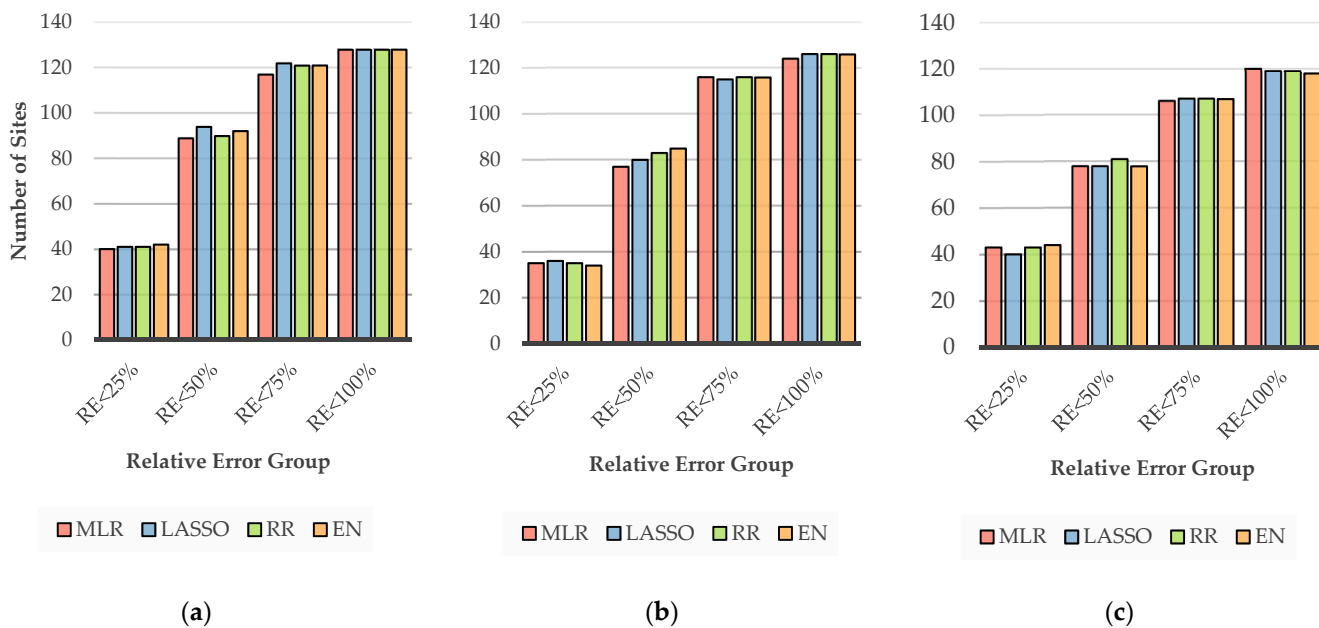 Number of Sites
140
120
100
80
60
40
20
0
RE<25%
RE<50%
RE<75%
RE<100%
Relative Error Group
MLR LASSO RR EN
(a)
140
120
100
80
60
40
20
0
RE<25%
RE<50%
RE<75%
RE<100%
Relative Error Group
MLR LASSO RR EN
(b)
140
120
100
80
60
40
20
0
RE<25%
RE<50%
RE<75%
RE<100%
Relative Error Group
MLR LASSO RR EN
(c)